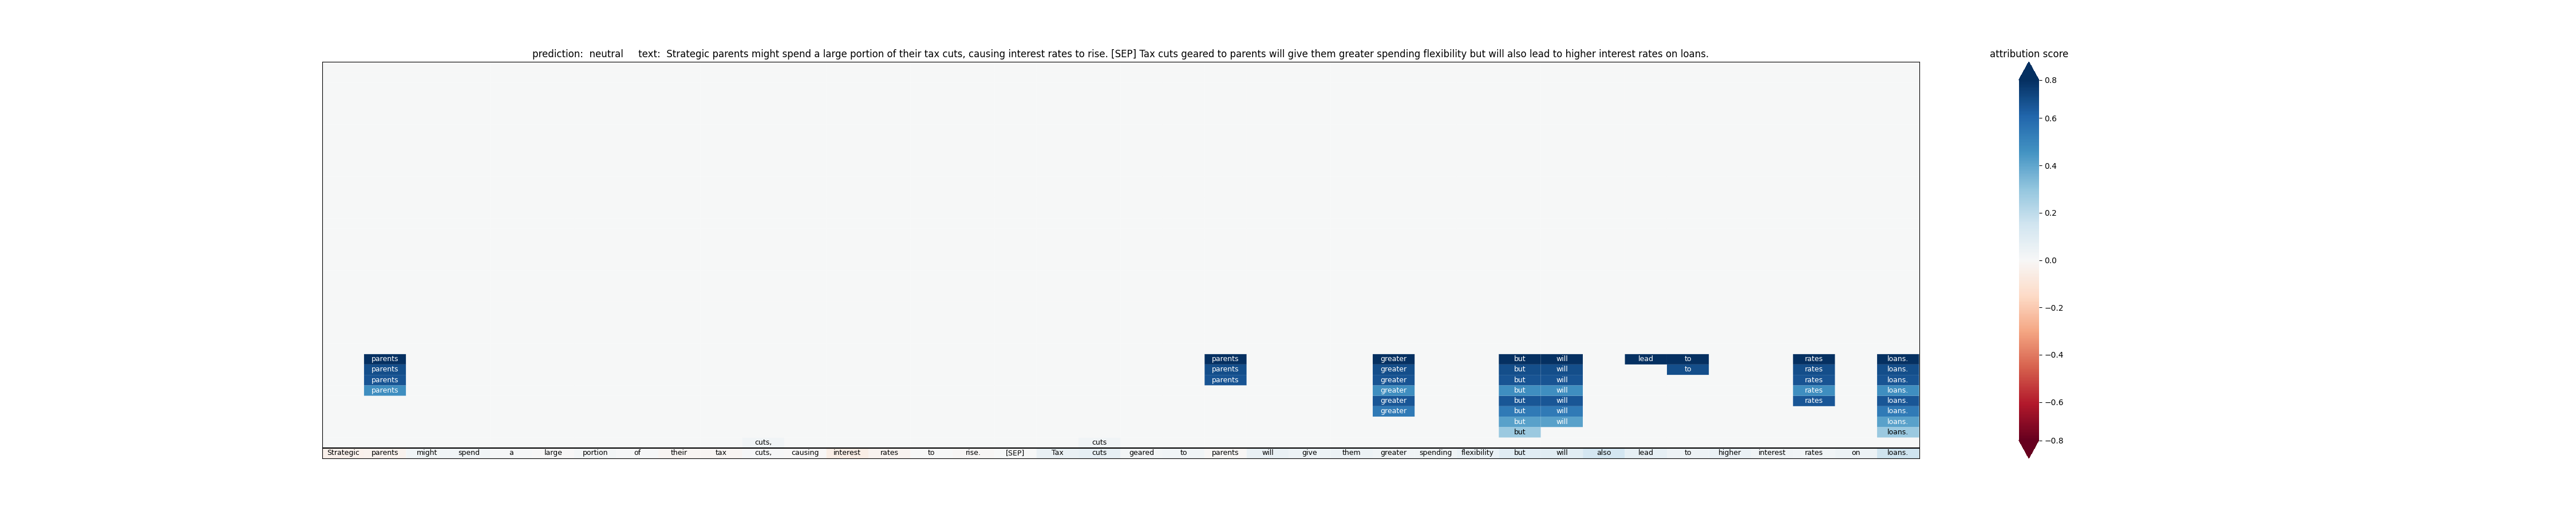 prediction:  neutral     text:  Strategic parents might spend a large portion of their tax cuts, causing interest rates to rise. [SEP] Tax cuts geared to parents will give them greater spending flexibility but will also lead to higher interest rates on loans.
attribution score
0.8
0.6
0.4
0.2
0.0
−0.2
−0.4
−0.6
−0.8
parents parents greater but will lead to rates loans.
parents parents greater but will to rates loans.
parents parents greater but will rates loans.
parents greater but will rates loans.
greater but will rates loans.
greater but will loans.
but will loans.
but loans.
cuts, cuts
Strategic parents might spend a large portion of their tax cuts, causing interest rates to rise. [SEP] Tax cuts geared to parents will give them greater spending flexibility but will also lead to higher interest rates on loans.